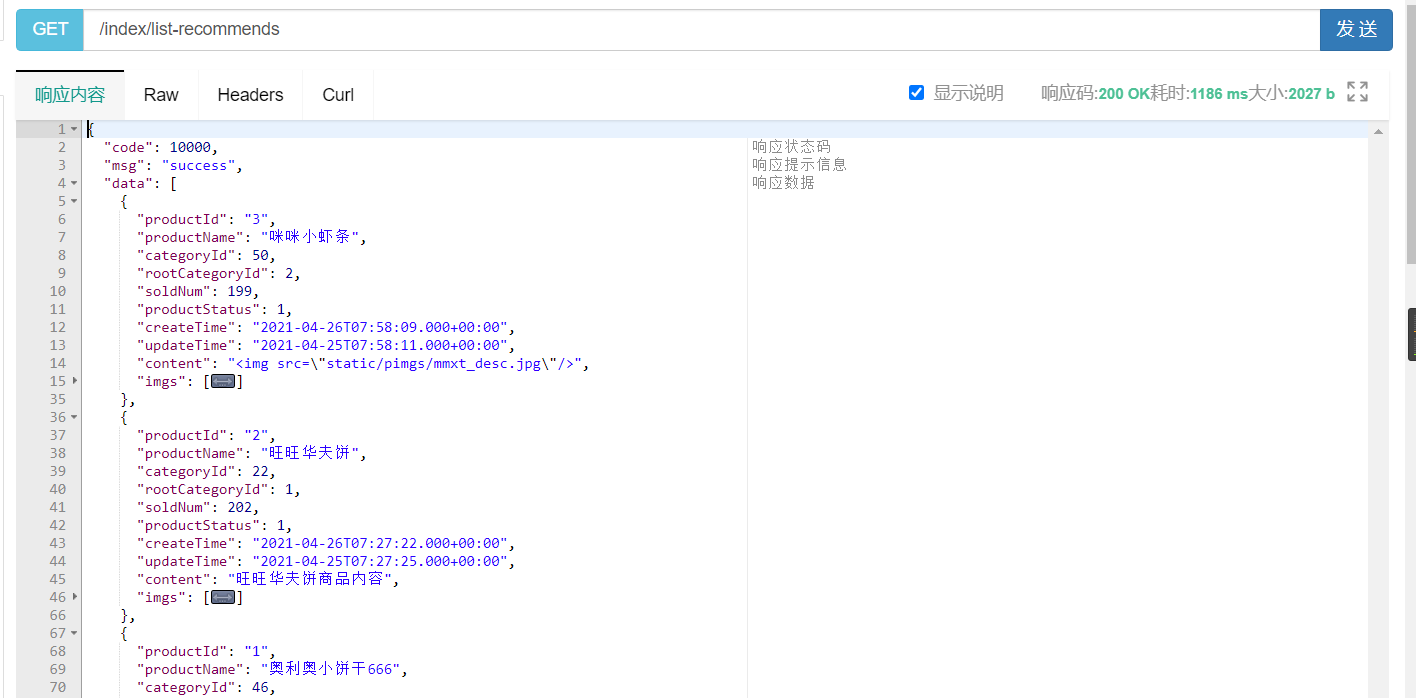 GET /index/list-recommends 发 送
响应内容 Raw Headers Curl 显示说明 响应码:200 OK耗时:1186 ms大小:2027 b
1 {
2 "code": 10000, 响应状态码
3 "msg": "success", 响应提示信息
4 "data": [ 响应数据
5 {
6 "productId": "3",
7 "productName": "咪咪小虾条",
8 "categoryId": 50,
9 "rootCategoryId": 2,
10 "soldNum": 199,
11 "productStatus": 1,
12 "createTime": "2021-04-26T07:58:09.000+00:00",
13 "updateTime": "2021-04-25T07:58:11.000+00:00",
14 "content": "<img src=\"static/pimgs/mmxt_desc.jpg\"/>",
15 "imgs": []
35 },
36 {
37 "productId": "2",
38 "productName": "旺旺华夫饼",
39 "categoryId": 22,
40 "rootCategoryId": 1,
41 "soldNum": 202,
42 "productStatus": 1,
43 "createTime": "2021-04-26T07:27:22.000+00:00",
44 "updateTime": "2021-04-25T07:27:25.000+00:00",
45 "content": "旺旺华夫饼商品内容",
46 "imgs": []
66 },
67 {
68 "productId": "1",
69 "productName": "奥利奥小饼干666",
70 "categoryId": 46,